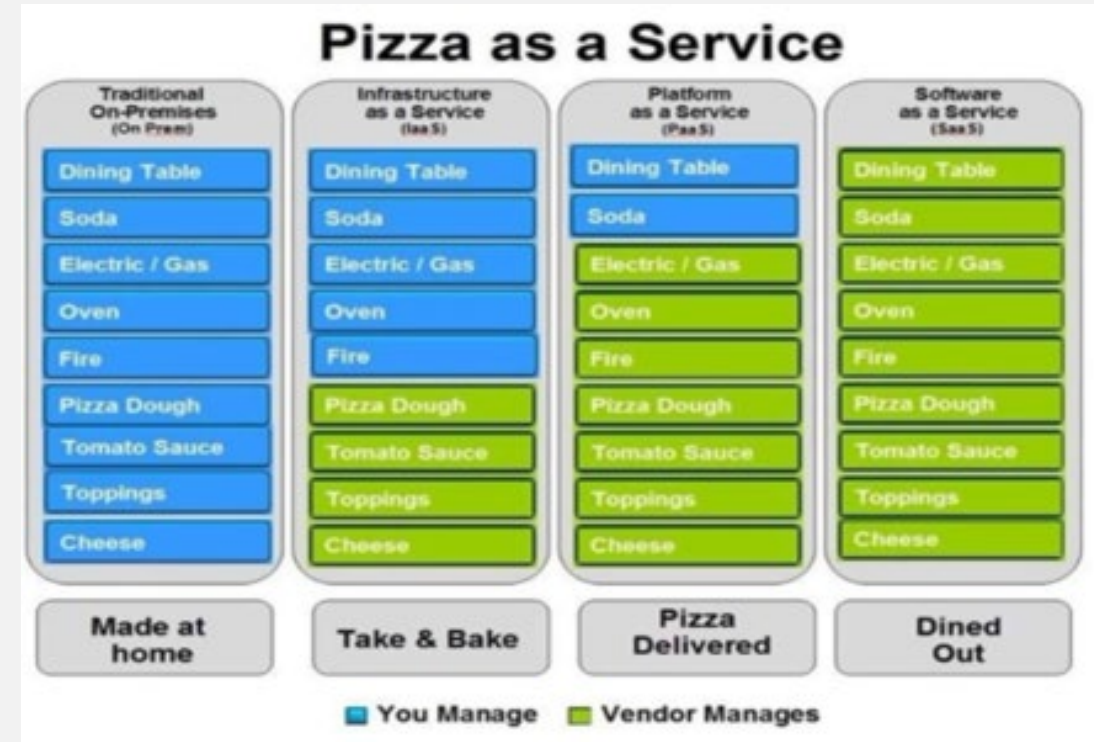 Pizza as a Service
Traditional
On-Premises
(On Prem)
Dining Table
Soda
Electric / Gas
Oven
Fire
Pizza Dough
Tomato Sauce
Toppings
Cheese
Made at
home
Infrastructure
as a Service
(IaaS)
Dining Table
Soda
Electric / Gas
Oven
Fire
Pizza Dough
Tomato Sauce
Toppings
Cheese
Take & Bake
Platform
as a Service
(PaaS)
Dining Table
Soda
Electric / Gas
Oven
Fire
Pizza Dough
Tomato Sauce
Toppings
Cheese
Pizza
Delivered
Software
as a Service
(SaaS)
Dining Table
Soda
Electric / Gas
Oven
Fire
Pizza Dough
Tomato Sauce
Toppings
Cheese
Dined
Out
You Manage
Vendor Manages